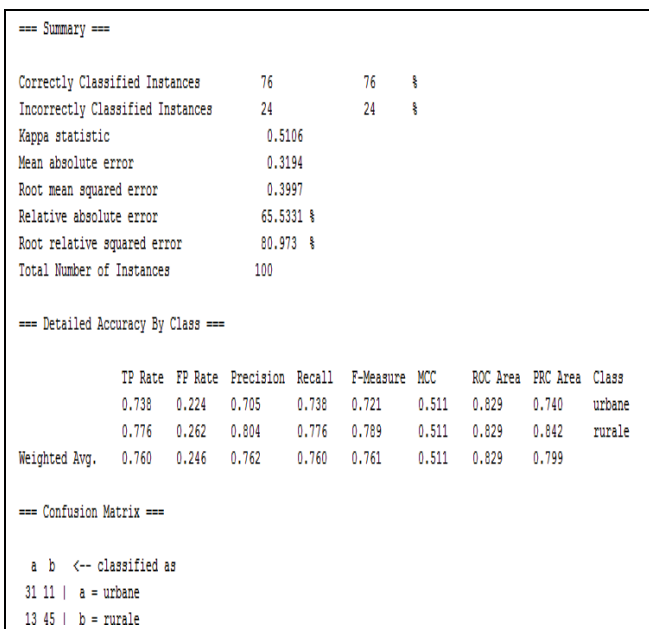 === Summary ===
Correctly Classified Instances 76 76 %
Incorrectly Classified Instances 24 24 %
Kappa statistic 0.5106
Mean absolute error 0.3194
Root mean squared error 0.3997
Relative absolute error 65.5331 %
Root relative squared error 80.973 %
Total Number of Instances 100
=== Detailed Accuracy By Class ===
TP Rate FP Rate Precision Recall F-Measure MCC ROC Area PRC Area Class
0.738 0.224 0.705 0.738 0.721 0.511 0.829 0.740 urbane
0.776 0.262 0.804 0.776 0.789 0.511 0.829 0.842 rurale
Weighted Avg. 0.760 0.246 0.762 0.760 0.761 0.511 0.829 0.799
=== Confusion Matrix ===
a b <-- classified as
31 11 | a = urbane
13 45 | b = rurale